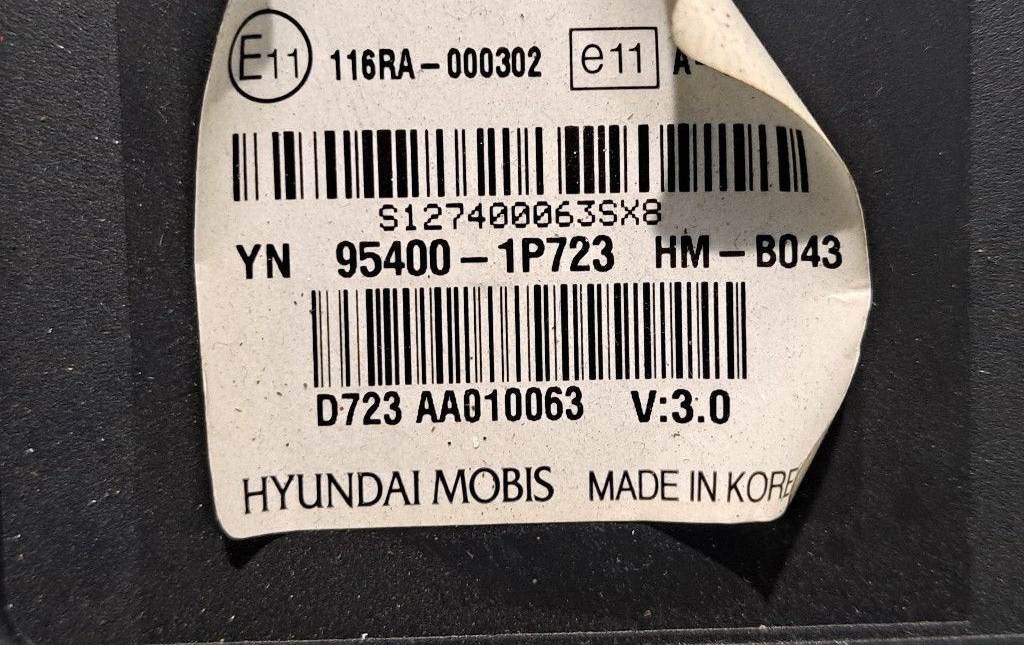 E11 116RA-000302 e11 A-
S127400063SX8
YN 95400-1P723 HM-B043
D723 AA010063 V:3.0
HYUNDAI MOBIS MADE IN KORE